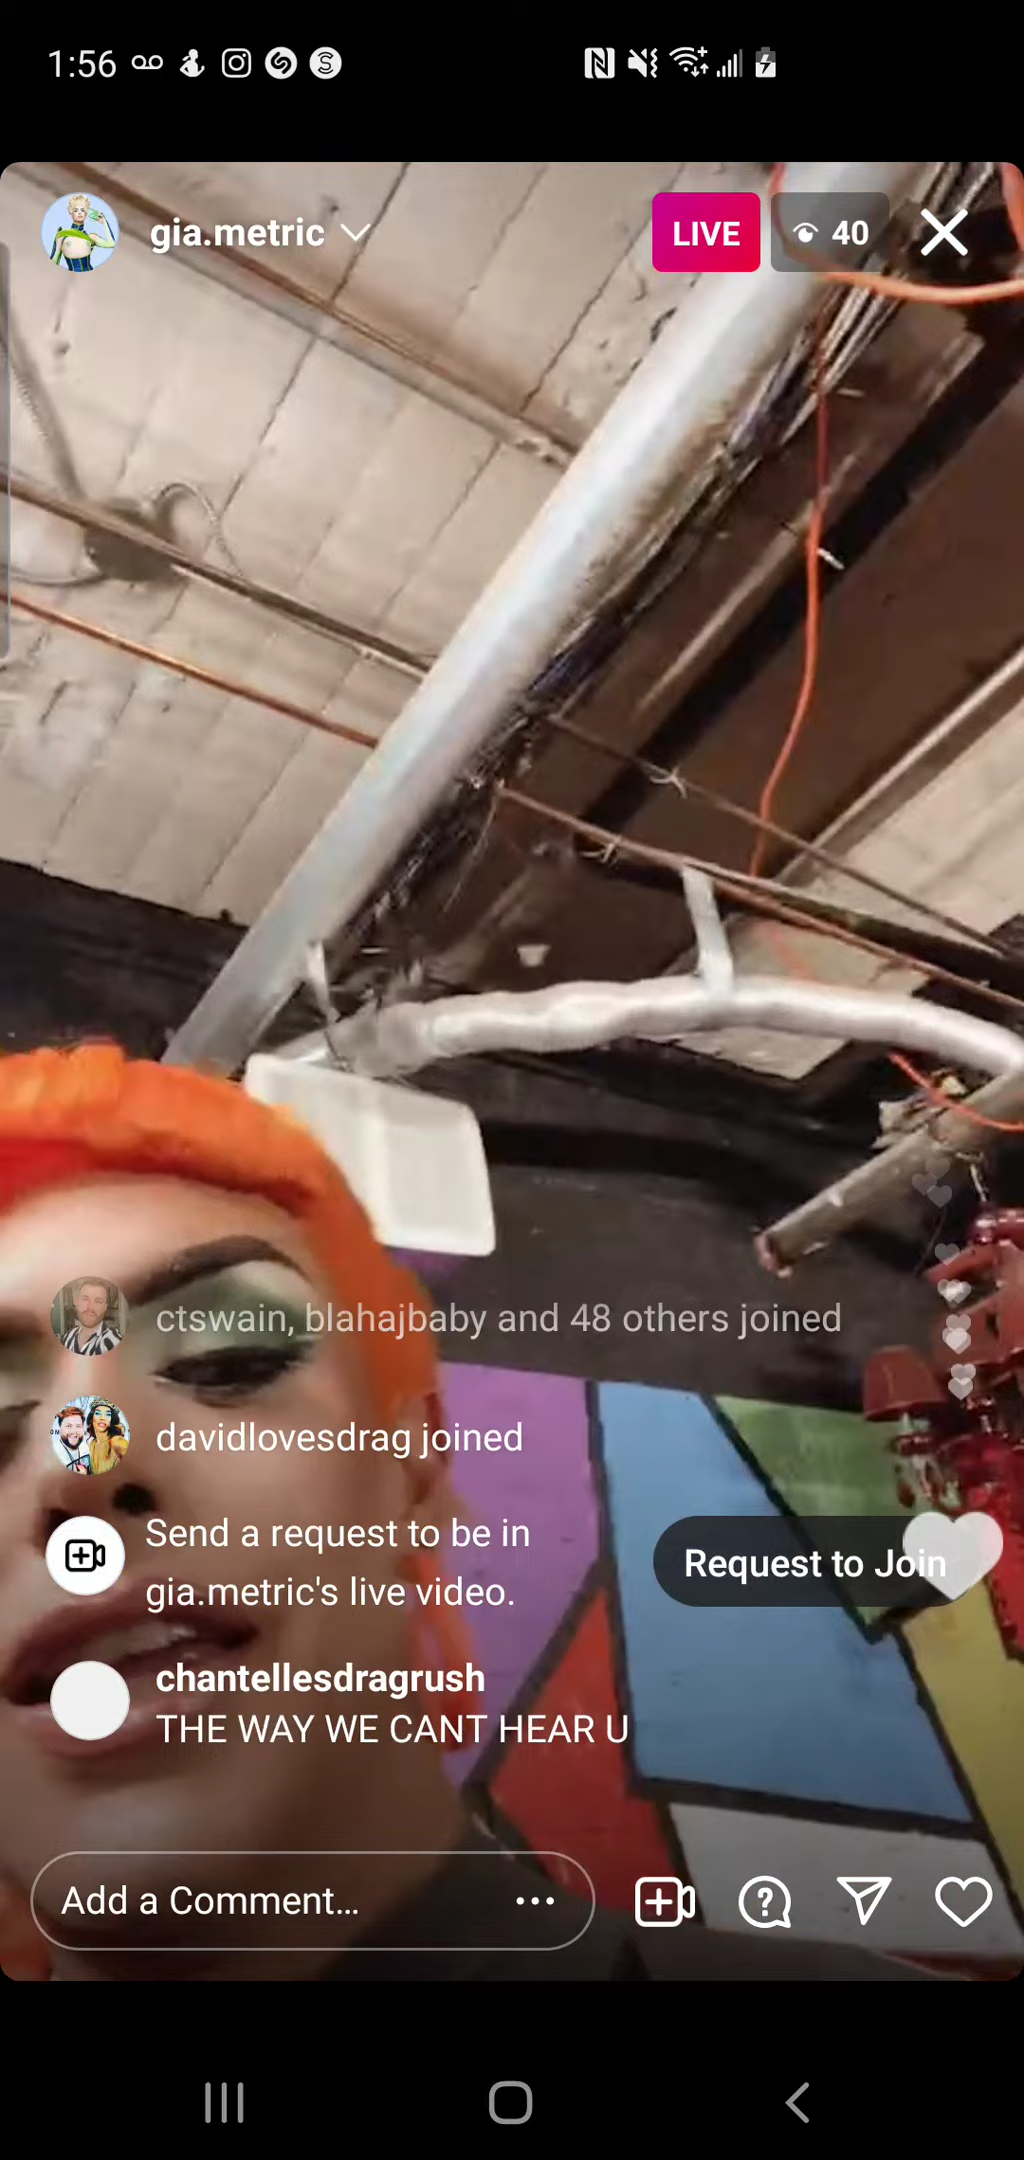 1:56
gia.metric
LIVE
40
ctswain, blahajbaby and 48 others joined
davidlovesdrag joined
Send a request to be in
gia.metric's live video.
Request to Join
chantellesdragrush
THE WAY WE CANT HEAR U
Add a Comment...